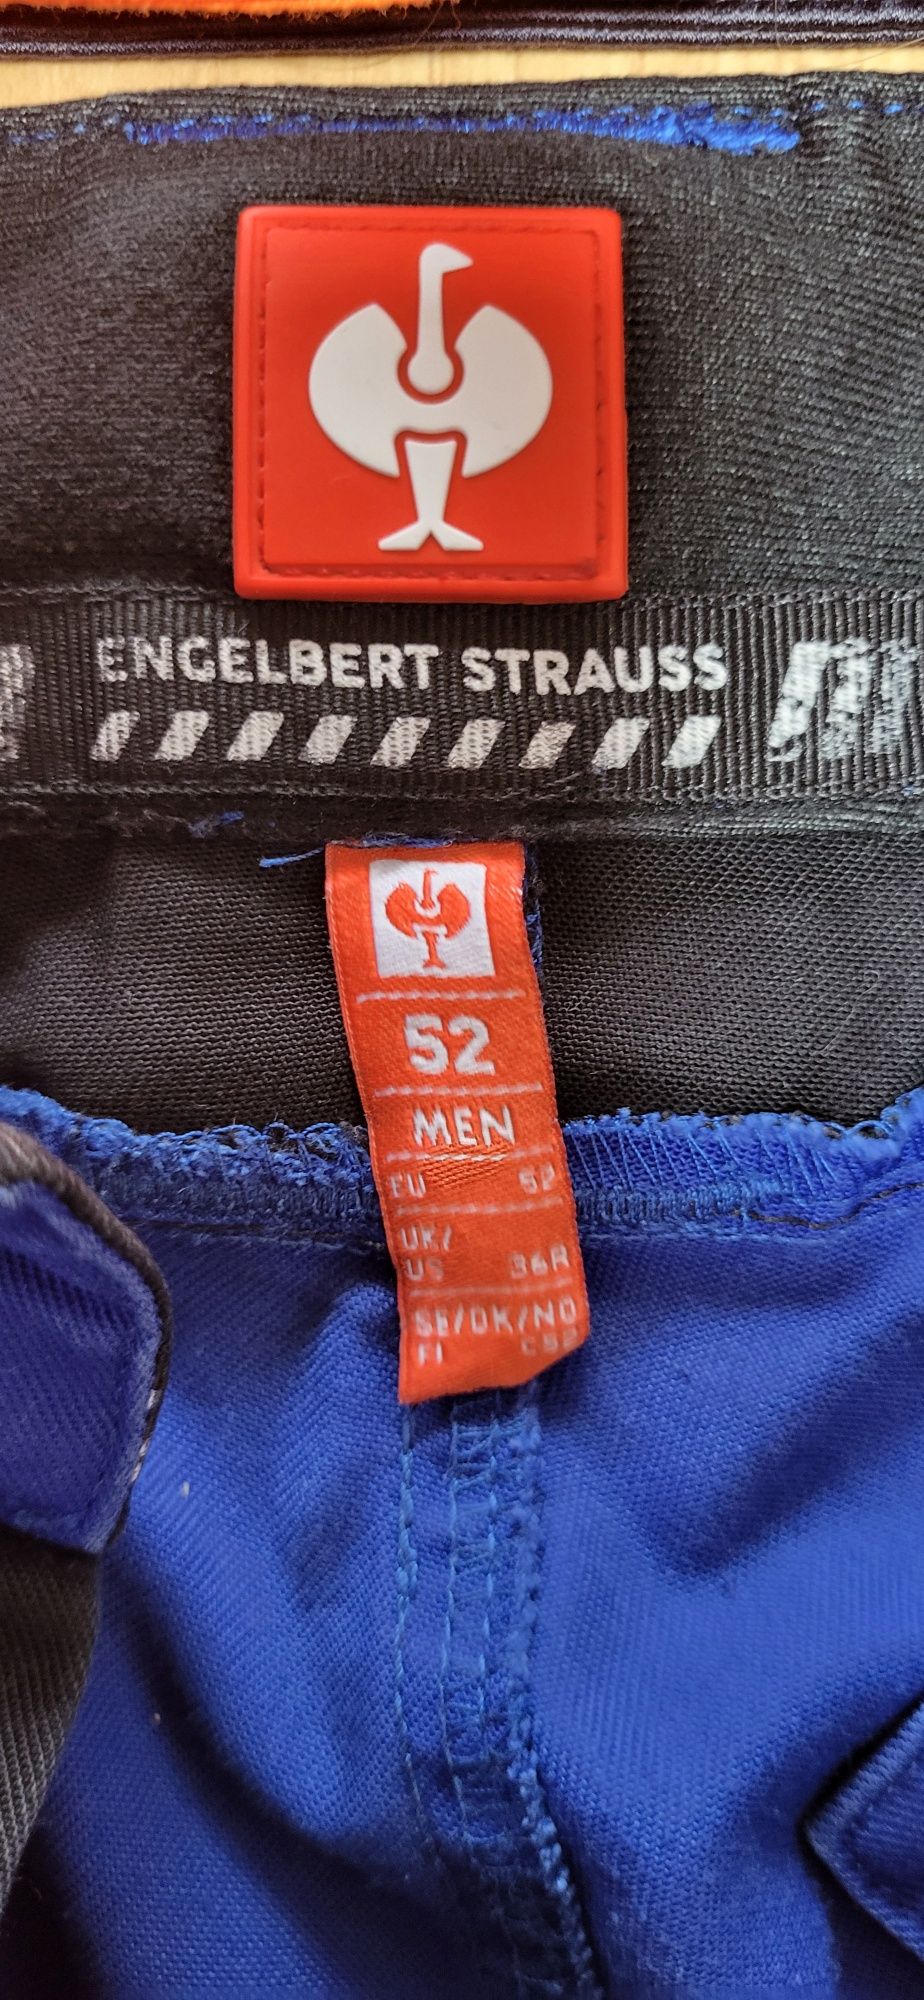 ENGELBERT STRAUSS
52
MEN
EU 52
UK/
US 36R
SE/DK/NO
FI C52